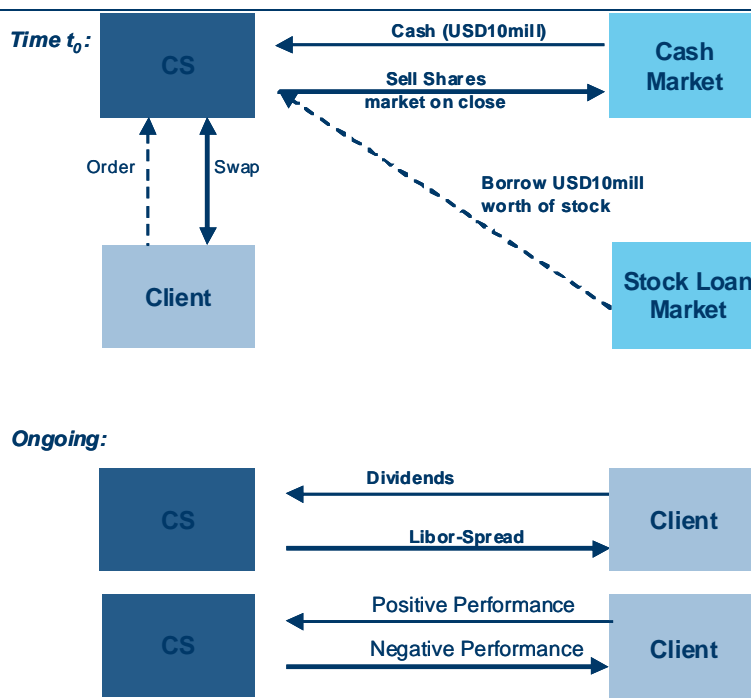 Time t0:
CS
Cash (USD10mill)
Sell Shares
market on close
Cash
Market
Order
Swap
Borrow USD10mill
worth of stock
Client
Stock Loan
Market
Ongoing:
CS
Dividends
Libor-Spread
Client
CS
Positive Performance
Negative Performance
Client